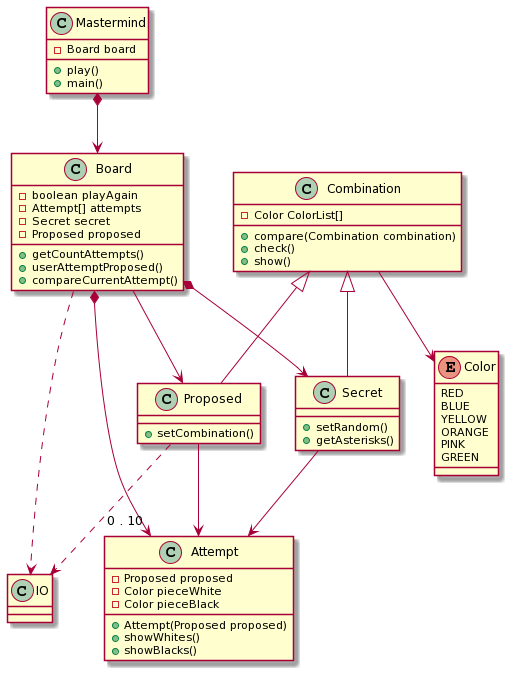 C Mastermind
Board board
play()
main()
C Board
boolean playAgain
Attempt[] attempts
Secret secret
Proposed proposed
getCountAttempts()
userAttemptProposed()
compareCurrentAttempt()
C Combination
Color ColorList[]
compare(Combination combination)
check()
show()
C Proposed
setCombination()
C Secret
setRandom()
getAsterisks()
E Color
RED
BLUE
YELLOW
ORANGE
PINK
GREEN
0 . 10
C IO
C Attempt
Proposed proposed
Color pieceWhite
Color pieceBlack
Attempt(Proposed proposed)
showWhites()
showBlacks()